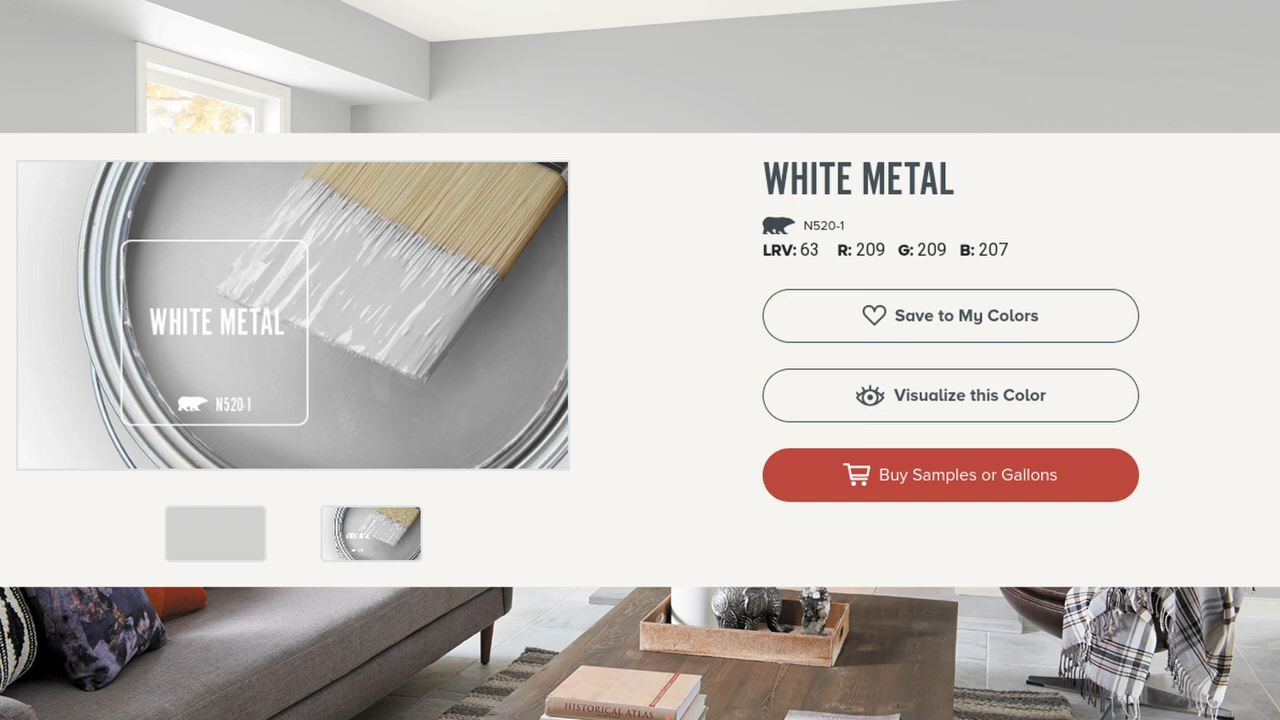 WHITE METAL
N520-1
WHITE METAL
N520-1
LRV: 63 R: 209 G: 209 B: 207
Save to My Colors
Visualize this Color
Buy Samples or Gallons
HISTORICAL ATLAS